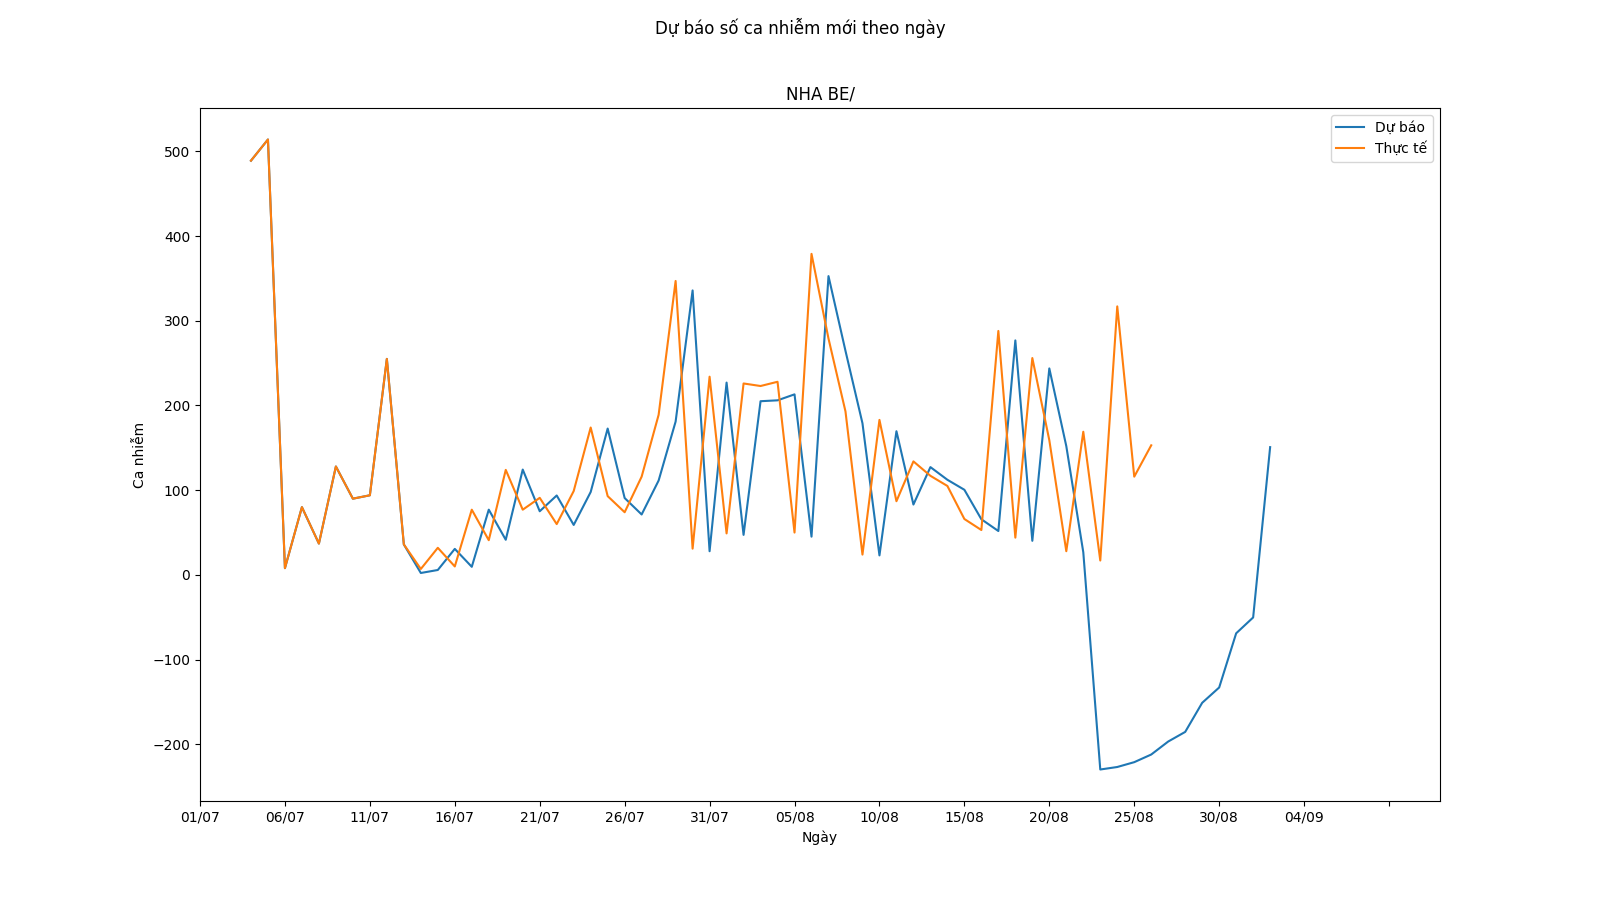 Dự báo số ca nhiễm mới theo ngày
NHA BE/
Dự báo
Thực tế
Ca nhiễm
500
400
300
200
100
0
−100
−200
01/07 06/07 11/07 16/07 21/07 26/07 31/07 05/08 10/08 15/08 20/08 25/08 30/08 04/09
Ngày